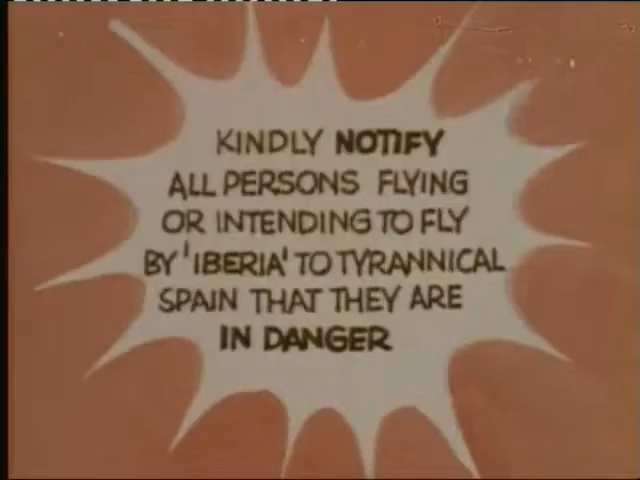 KINDLY NOTIFY
ALL PERSONS FLYING
OR INTENDING TO FLY
BY 'IBERIA' TO TYRANNICAL
SPAIN THAT THEY ARE
IN DANGER